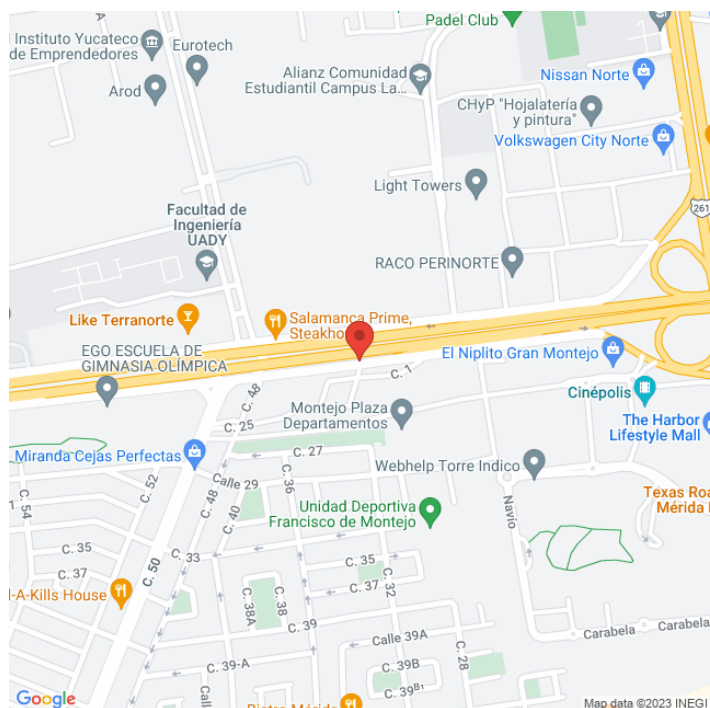 Padel Club
l Instituto Yucateco
de Emprendedores
Eurotech
Arod
Alianz Comunidad
Estudiantil Campus La...
Nissan Norte
CHyP "Hojalatería
y pintura"
Volkswagen City Norte
Light Towers
261
Facultad de
Ingeniería
UADY
RACO PERINORTE
Like Terranorte
Salamanca Prime,
Steakho
EGO ESCUELA DE
GIMNASIA OLÍMPICA
C. 1
El Niplito Gran Montejo
C. 48
Cinépolis
Montejo Plaza
Departamentos
C. 25
The Harbor
Lifestyle Mall
Miranda Cejas Perfectas
C. 27
Webhelp Torre Indico
C. 52
Calle 29
C. 36
C. 54
C. 48
C. 40
Navío
Texas Roa
Mérida
Unidad Deportiva
Francisco de Montejo
C. 35
C. 33
C. 50
C. 37
C. 35
C. 37
C. 32
l-A-Kills House
C. 38A
C. 38
C. 39
Calle 39A
Carabela
Carabela
C. 39-A
C. 39B
C. 28
C. 39B1
Google
Map data ©2023 INEGI